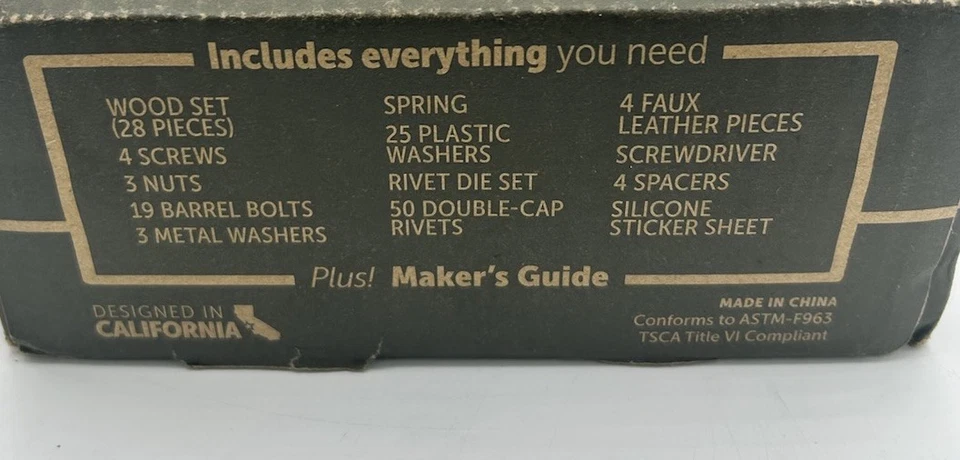 Includes everything you need
WOOD SET
(28 PIECES)
4 SCREWS
3 NUTS
19 BARREL BOLTS
3 METAL WASHERS
SPRING
25 PLASTIC
WASHERS
RIVET DIE SET
50 DOUBLE-CAP
RIVETS
4 FAUX
LEATHER PIECES
SCREWDRIVER
4 SPACERS
SILICONE
STICKER SHEET
Plus! Maker's Guide
DESIGNED IN
CALIFORNIA
MADE IN CHINA
Conforms to ASTM-F963
TSCA Title VI Compliant